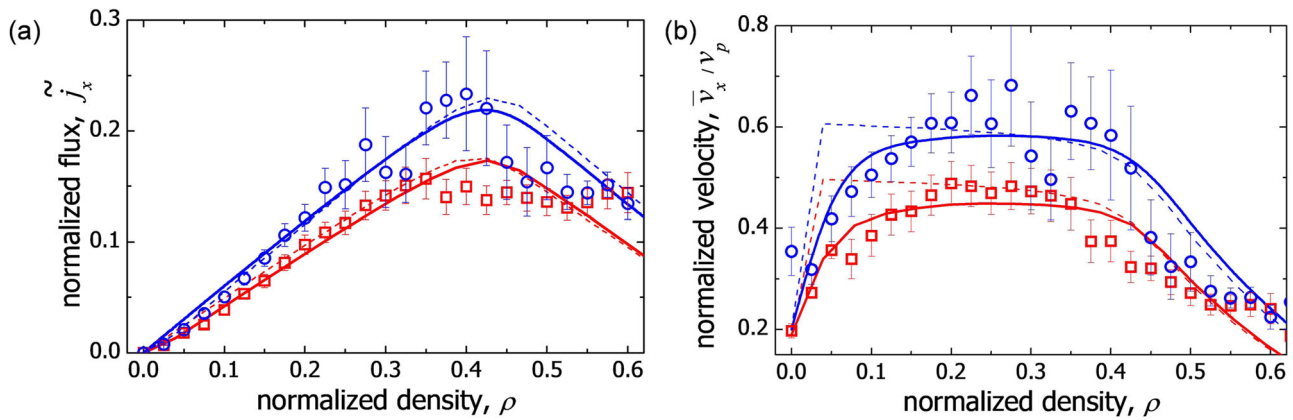 (a)
normalized flux, j̃ₓ
0.3
0.2
0.1
0.0
0.0 0.1 0.2 0.3 0.4 0.5 0.6
normalized density, ρ
(b)
normalized velocity, v̄ₓ / vₚ
0.8
0.6
0.4
0.2
0.0 0.1 0.2 0.3 0.4 0.5 0.6
normalized density, ρ